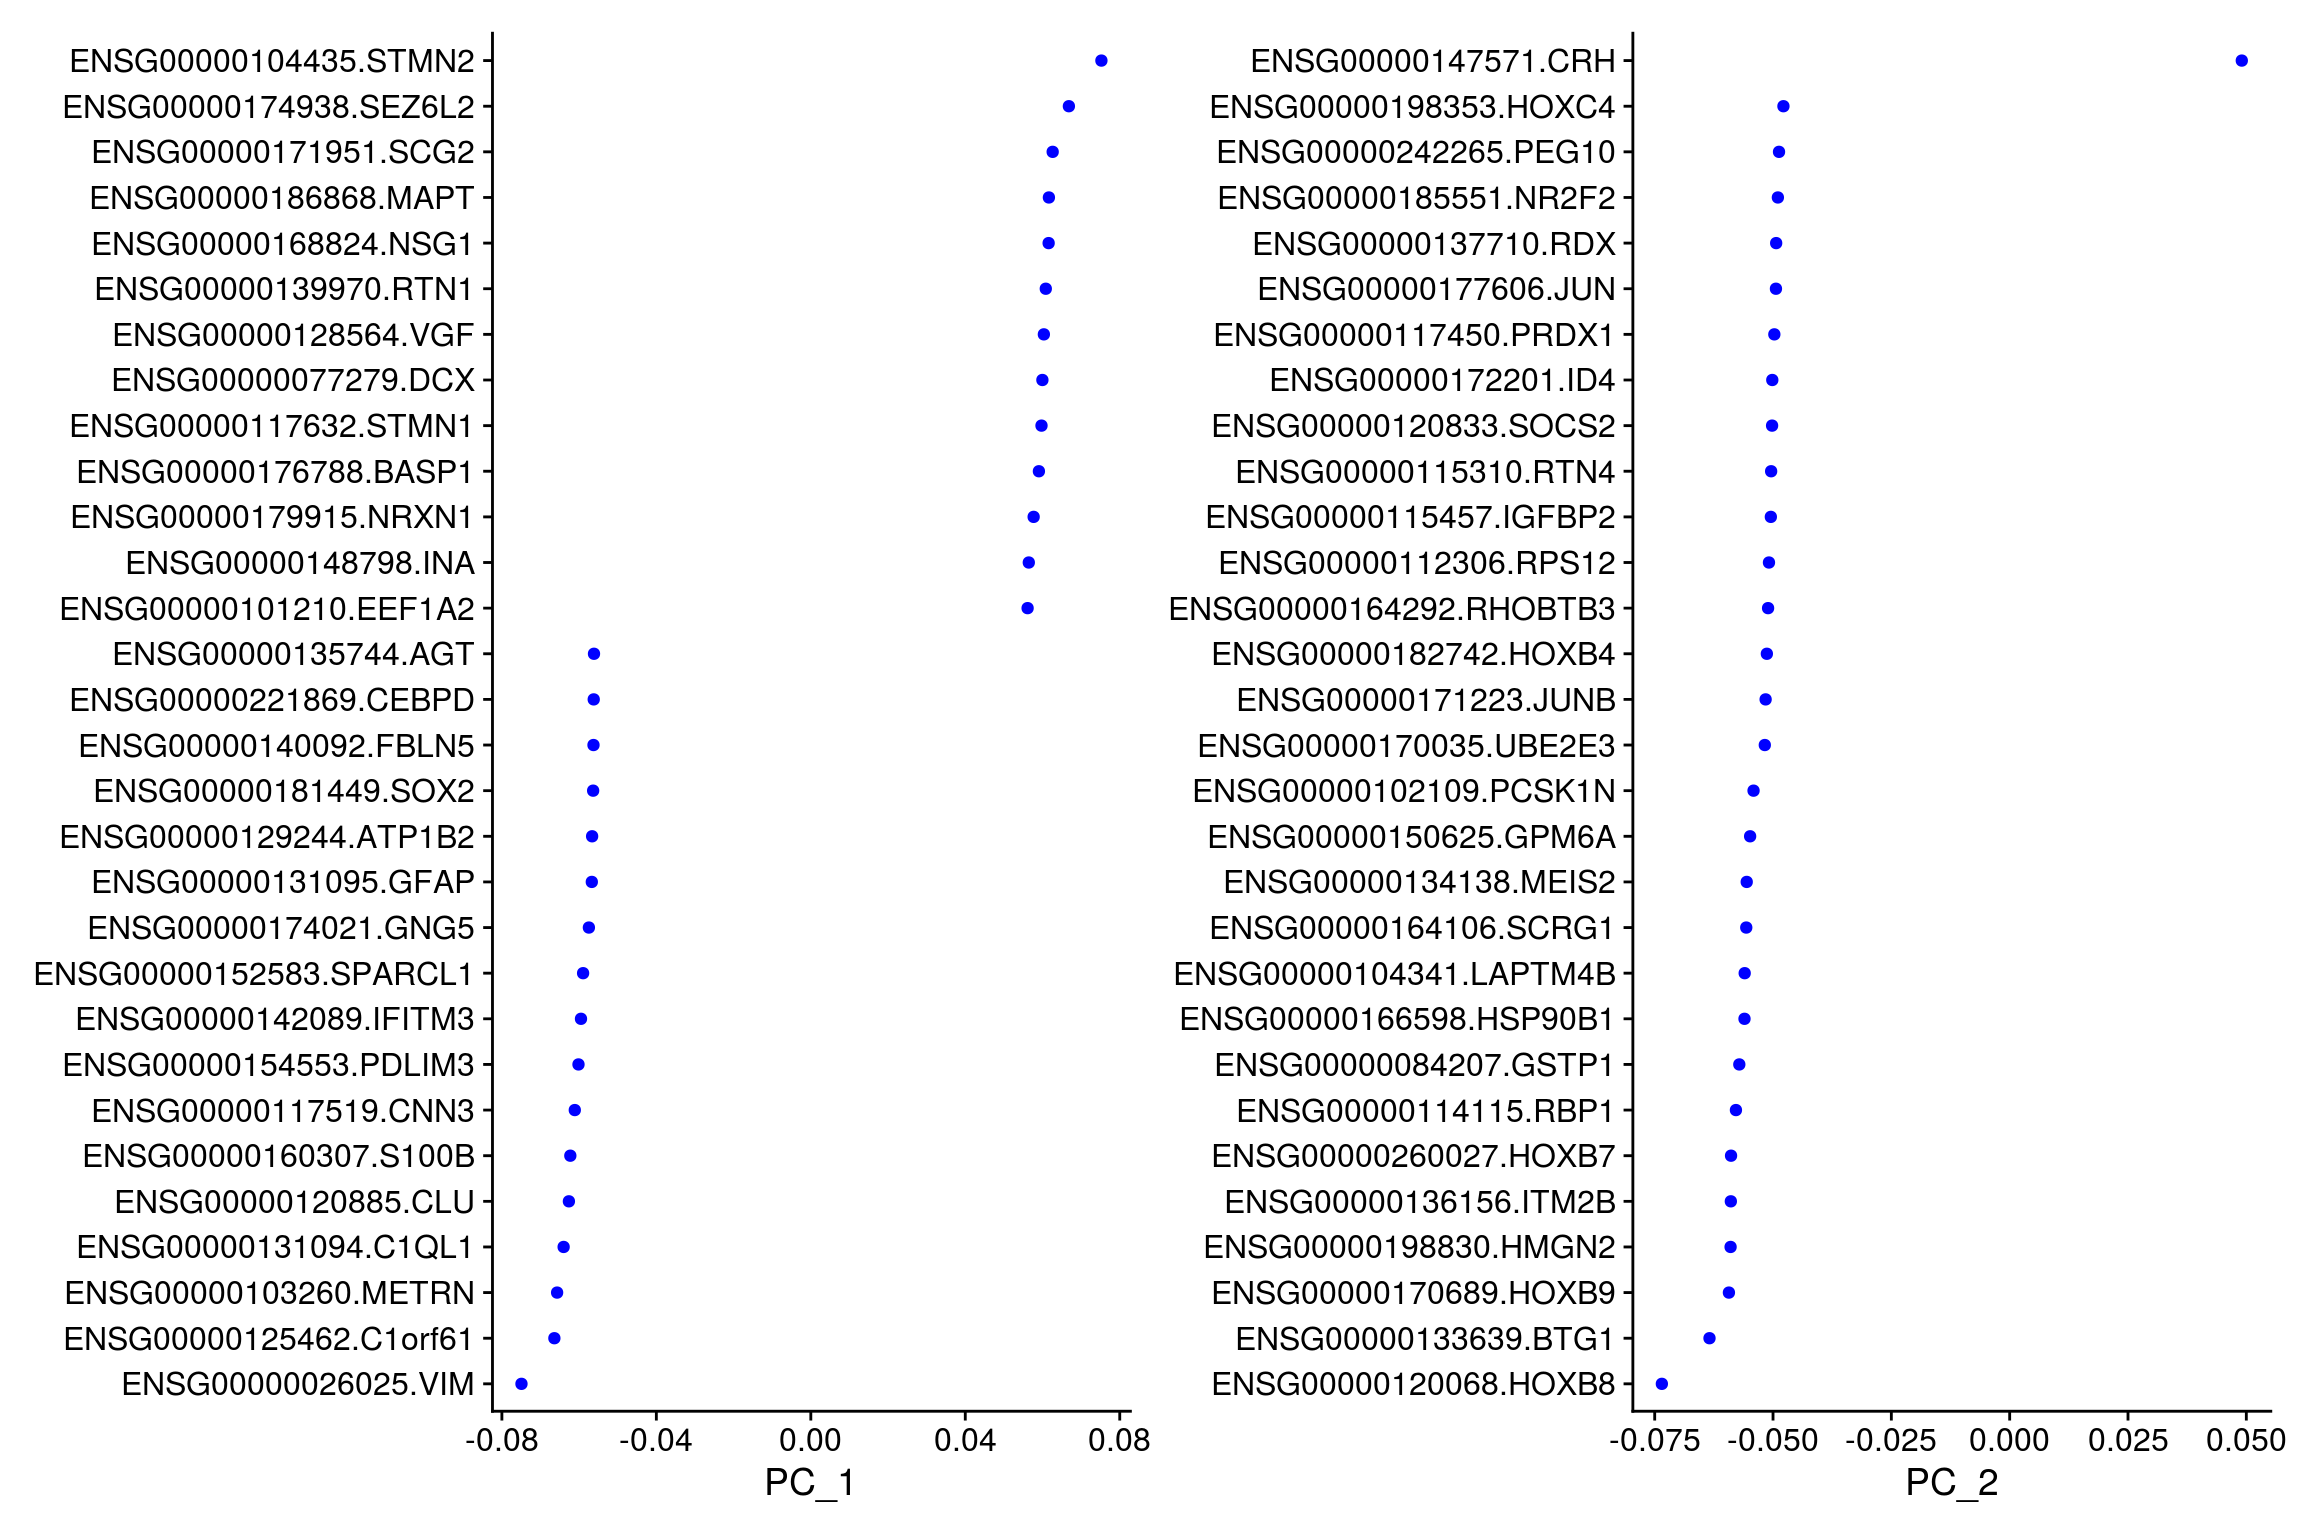 ENSG00000104435.STMN2
ENSG00000174938.SEZ6L2
ENSG00000171951.SCG2
ENSG00000186868.MAPT
ENSG00000168824.NSG1
ENSG00000139970.RTN1
ENSG00000128564.VGF
ENSG00000077279.DCX
ENSG00000117632.STMN1
ENSG00000176788.BASP1
ENSG00000179915.NRXN1
ENSG00000148798.INA
ENSG00000101210.EEF1A2
ENSG00000135744.AGT
ENSG00000221869.CEBPD
ENSG00000140092.FBLN5
ENSG00000181449.SOX2
ENSG00000129244.ATP1B2
ENSG00000131095.GFAP
ENSG00000174021.GNG5
ENSG00000152583.SPARCL1
ENSG00000142089.IFITM3
ENSG00000154553.PDLIM3
ENSG00000117519.CNN3
ENSG00000160307.S100B
ENSG00000120885.CLU
ENSG00000131094.C1QL1
ENSG00000103260.METRN
ENSG00000125462.C1orf61
ENSG00000026025.VIM
-0.08 -0.04 0.00 0.04 0.08
PC_1
ENSG00000147571.CRH
ENSG00000198353.HOXC4
ENSG00000242265.PEG10
ENSG00000185551.NR2F2
ENSG00000137710.RDX
ENSG00000177606.JUN
ENSG00000117450.PRDX1
ENSG00000172201.ID4
ENSG00000120833.SOCS2
ENSG00000115310.RTN4
ENSG00000115457.IGFBP2
ENSG00000112306.RPS12
ENSG00000164292.RHOBTB3
ENSG00000182742.HOXB4
ENSG00000171223.JUNB
ENSG00000170035.UBE2E3
ENSG00000102109.PCSK1N
ENSG00000150625.GPM6A
ENSG00000134138.MEIS2
ENSG00000164106.SCRG1
ENSG00000104341.LAPTM4B
ENSG00000166598.HSP90B1
ENSG00000084207.GSTP1
ENSG00000114115.RBP1
ENSG00000260027.HOXB7
ENSG00000136156.ITM2B
ENSG00000198830.HMGN2
ENSG00000170689.HOXB9
ENSG00000133639.BTG1
ENSG00000120068.HOXB8
-0.075 -0.050 -0.025 0.000 0.025 0.050
PC_2